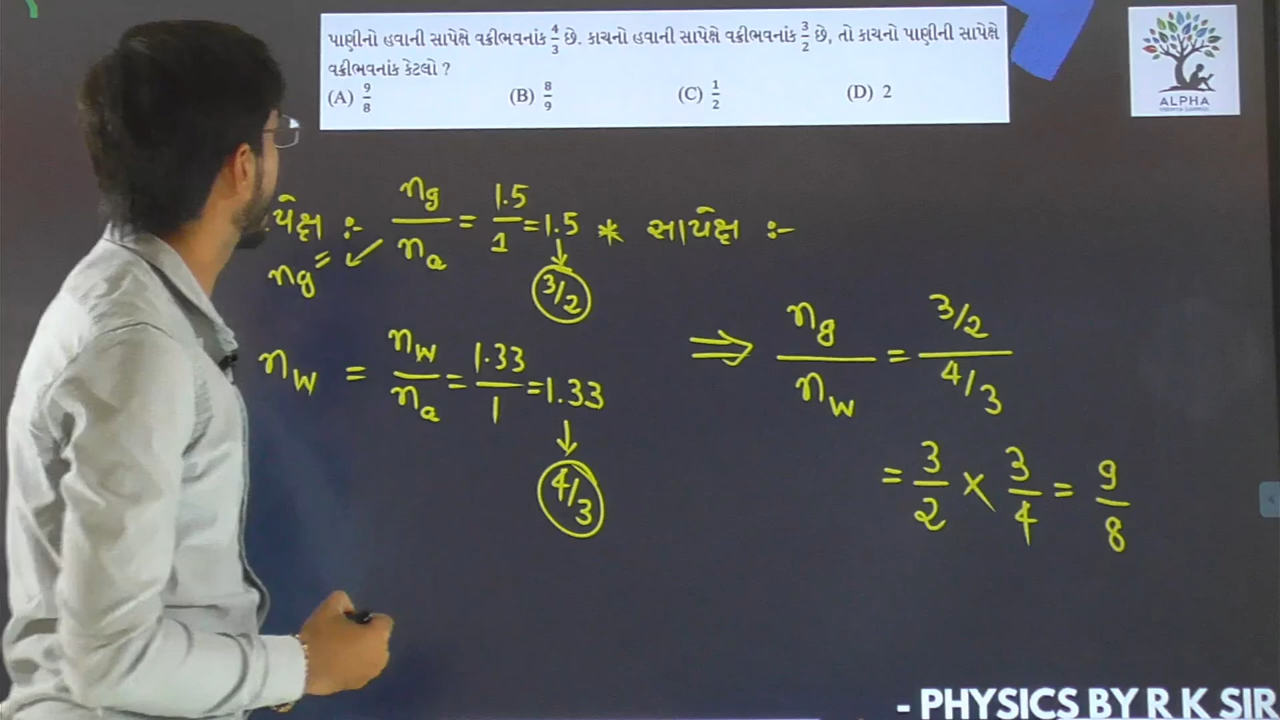 પાણીનો હવાની સાપેક્ષે વક્રીભવનાંક 4/3 છે. કાચનો હવાની સાપેક્ષે વક્રીભવનાંક 3/2 છે, તો કાચનો પાણીની સાપેક્ષે
વક્રીભવનાંક કેટલો ?
(A) 9/8 (B) 8/9 (C) 1/2 (D) 2
ALPHA
ng/na = 1.5/1 = 1.5 * સાપેક્ષ :-
ng =
3/2
nw = nw/na = 1.33/1 = 1.33
4/3
⇒ ng/nw = 3/2 / 4/3
= 3/2 × 3/4 = 9/8
- PHYSICS BY R K SIR